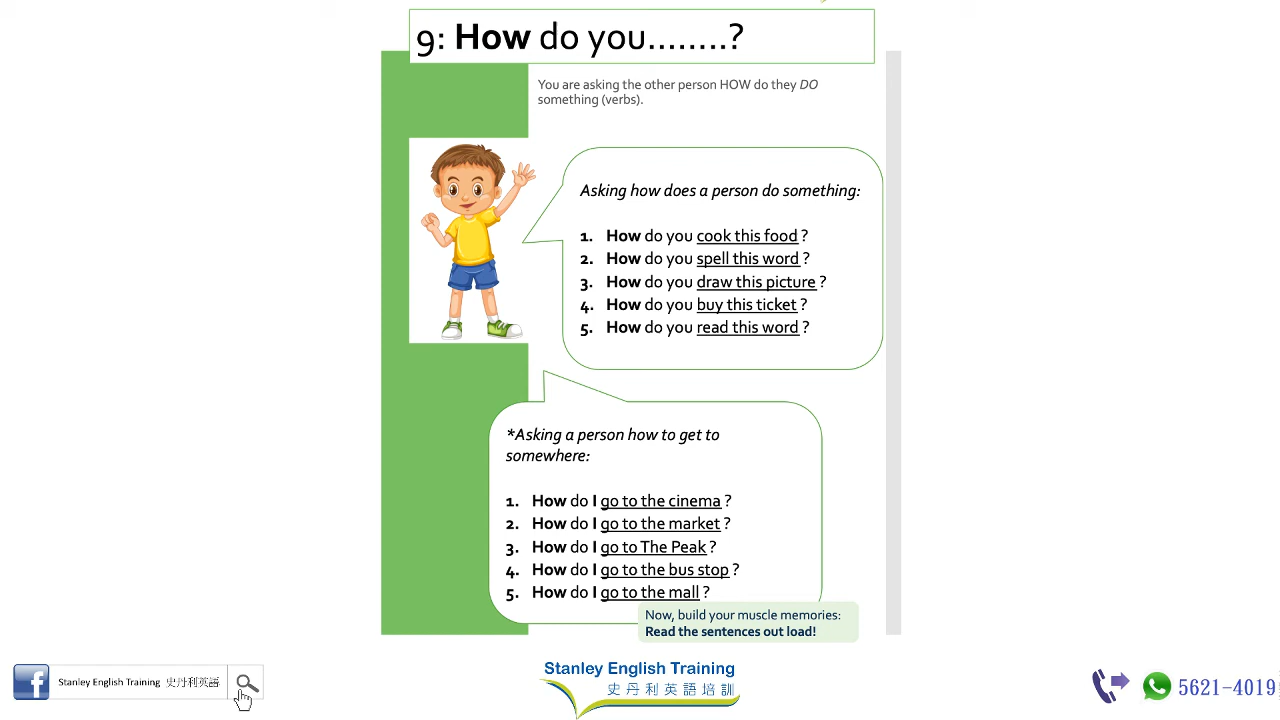 9: How do you........?
You are asking the other person HOW do they DO
something (verbs).
Asking how does a person do something:
1. How do you cook this food ?
2. How do you spell this word ?
3. How do you draw this picture ?
4. How do you buy this ticket ?
5. How do you read this word ?
*Asking a person how to get to
somewhere:
1. How do I go to the cinema ?
2. How do I go to the market ?
3. How do I go to The Peak ?
4. How do I go to the bus stop ?
5. How do I go to the mall ?
Now, build your muscle memories:
Read the sentences out load!
Stanley English Training 史丹利英語
Stanley English Training
史丹利英語培訓
5621-4019